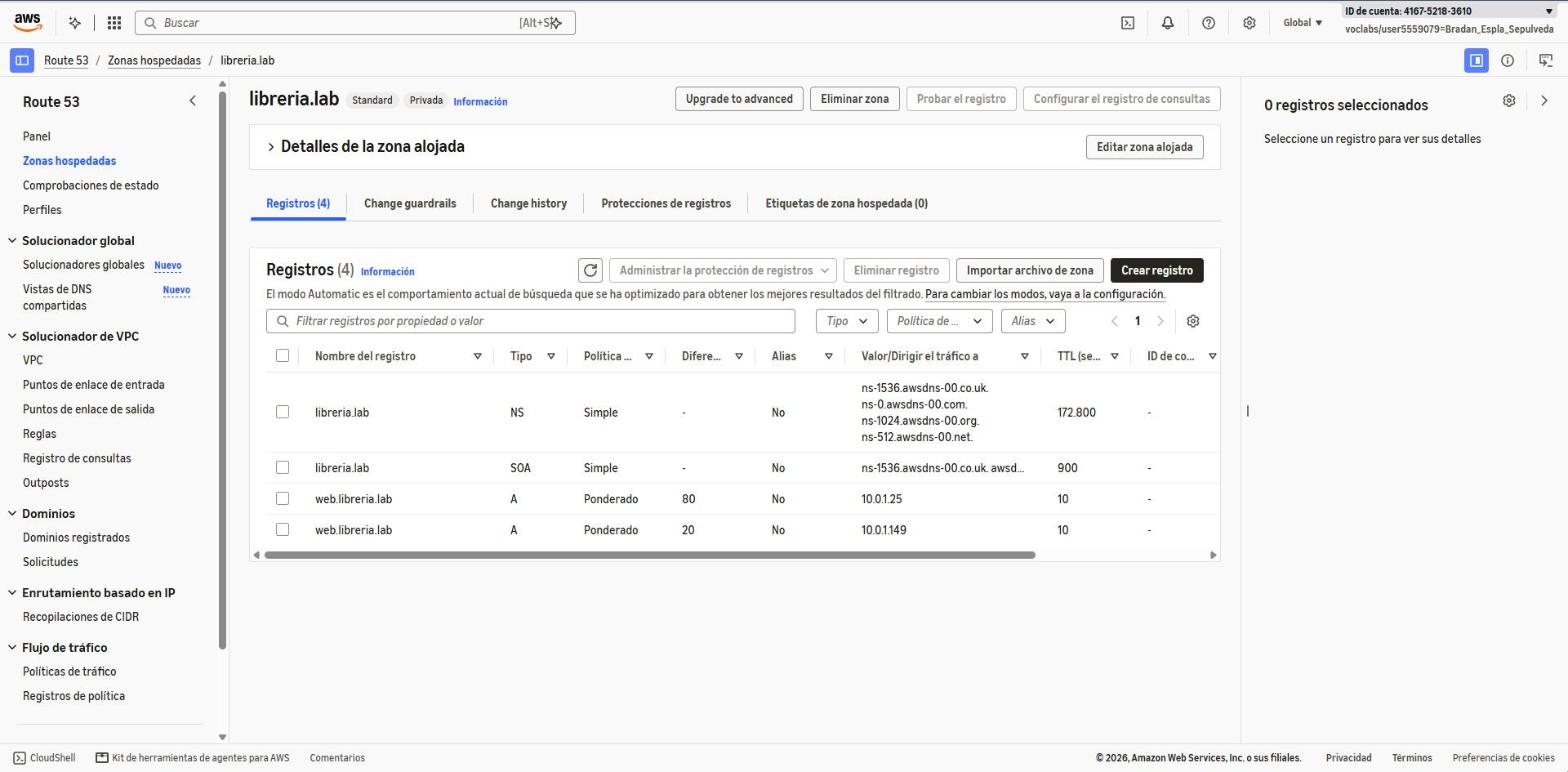 aws
Buscar
[Alt+S]
Global
ID de cuenta: 4167-5218-3610
voclabs/user5559079=Bradan_Espla_Sepulveda
Route 53 / Zonas hospedadas / libreria.lab
Route 53
Panel
Zonas hospedadas
Comprobaciones de estado
Perfiles
Solucionador global
Solucionadores globales Nuevo
Vistas de DNS Nuevo
compartidas
Solucionador de VPC
VPC
Puntos de enlace de entrada
Puntos de enlace de salida
Reglas
Registro de consultas
Outposts
Dominios
Dominios registrados
Solicitudes
Enrutamiento basado en IP
Recopilaciones de CIDR
Flujo de tráfico
Políticas de tráfico
Registros de política
libreria.lab Standard Privada Información
Upgrade to advanced Eliminar zona Probar el registro Configurar el registro de consultas
Detalles de la zona alojada Editar zona alojada
Registros (4) Change guardrails Change history Protecciones de registros Etiquetas de zona hospedada (0)
Registros (4) Información Administrar la protección de registros Eliminar registro Importar archivo de zona Crear registro
El modo Automatic es el comportamiento actual de búsqueda que se ha optimizado para obtener los mejores resultados del filtrado. Para cambiar los modos, vaya a la configuración.
Filtrar registros por propiedad o valor Tipo Política de ... Alias 1
Nombre del registro Tipo Política ... Difere... Alias Valor/Dirigir el tráfico a TTL (se... ID de co...
ns-1536.awsdns-00.co.uk.
ns-0.awsdns-00.com.
libreria.lab NS Simple - No 172.800 -
ns-1024.awsdns-00.org.
ns-512.awsdns-00.net.
libreria.lab SOA Simple - No ns-1536.awsdns-00.co.uk. awsd... 900 -
web.libreria.lab A Ponderado 80 No 10.0.1.25 10 -
web.libreria.lab A Ponderado 20 No 10.0.1.149 10 -
0 registros seleccionados
Seleccione un registro para ver sus detalles
CloudShell Kit de herramientas de agentes para AWS Comentarios
© 2026, Amazon Web Services, Inc. o sus filiales. Privacidad Términos Preferencias de cookies